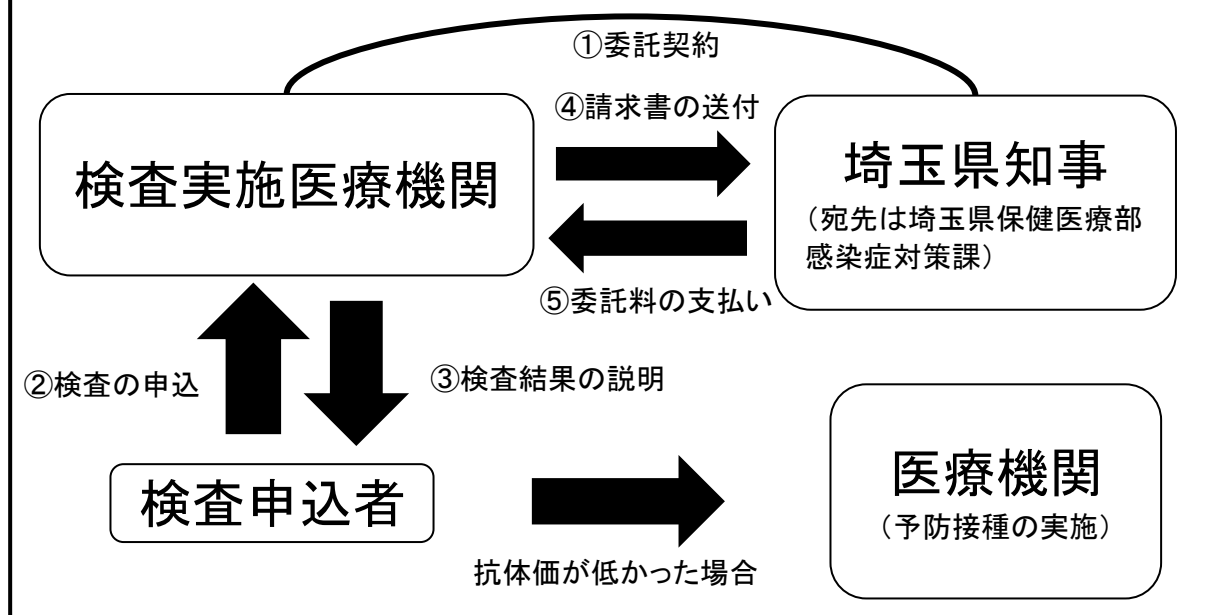 ①委託契約
④請求書の送付
検査実施医療機関
埼玉県知事
（宛先は埼玉県保健医療部
感染症対策課）
⑤委託料の支払い
②検査の申込
③検査結果の説明
検査申込者
医療機関
（予防接種の実施）
抗体価が低かった場合